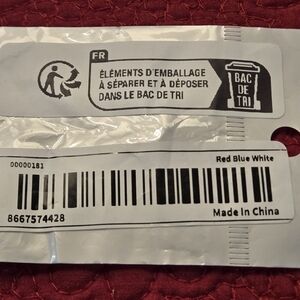 FR
ÉLÉMENTS D'EMBALLAGE
À SÉPARER ET À DÉPOSER
DANS LE BAC DE TRI
BAC
DE
TRI
00000181
Red Blue White
8667574428
Made in China